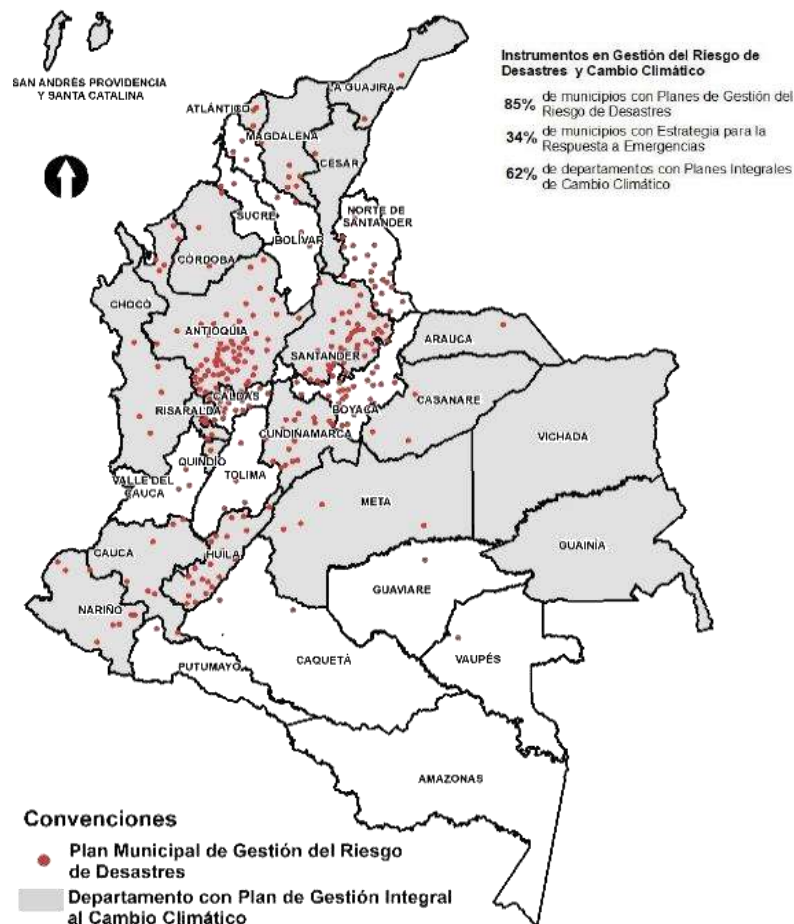 SAN ANDRÉS PROVIDENCIA
Y SANTA CATALINA
Instrumentos en Gestión del Riesgo de
Desastres y Cambio Climático
85% de municipios con Planes de Gestión del
Riesgo de Desastres
34% de municipios con Estrategia para la
Respuesta a Emergencias
62% de departamentos con Planes Integrales
de Cambio Climático
LA GUAJIRA
ATLÁNTICO
MAGDALENA
CESAR
SUCRE
NORTE DE
SANTANDER
BOLÍVAR
CÓRDOBA
CHOCÓ
ANTIOQUIA
ARAUCA
SANTANDER
CALDAS
CASANARE
RISARALDA
BOYACÁ
CUNDINAMARCA
VICHADA
QUINDÍO
TOLIMA
VALLE DEL
CAUCA
META
GUAINÍA
CAUCA
HUILA
GUAVIARE
NARIÑO
CAQUETÁ
VAUPÉS
PUTUMAYO
AMAZONAS
Convenciones
Plan Municipal de Gestión del Riesgo
de Desastres
Departamento con Plan de Gestión Integral
al Cambio Climático